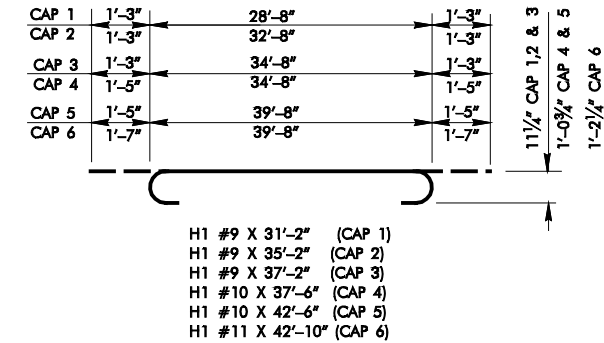 CAP 1 1'-3" 28'-8" 1'-3"
CAP 2 1'-3" 32'-8" 1'-3"
CAP 3 1'-3" 34'-8" 1'-3"
CAP 4 1'-5" 34'-8" 1'-5"
CAP 5 1'-5" 39'-8" 1'-5"
CAP 6 1'-7" 39'-8" 1'-7"
11¼" CAP 1,2 & 3
1'-0¾" CAP 4 & 5
1'-2¼" CAP 6
H1 #9 X 31'-2" (CAP 1)
H1 #9 X 35'-2" (CAP 2)
H1 #9 X 37'-2" (CAP 3)
H1 #10 X 37'-6" (CAP 4)
H1 #10 X 42'-6" (CAP 5)
H1 #11 X 42'-10" (CAP 6)